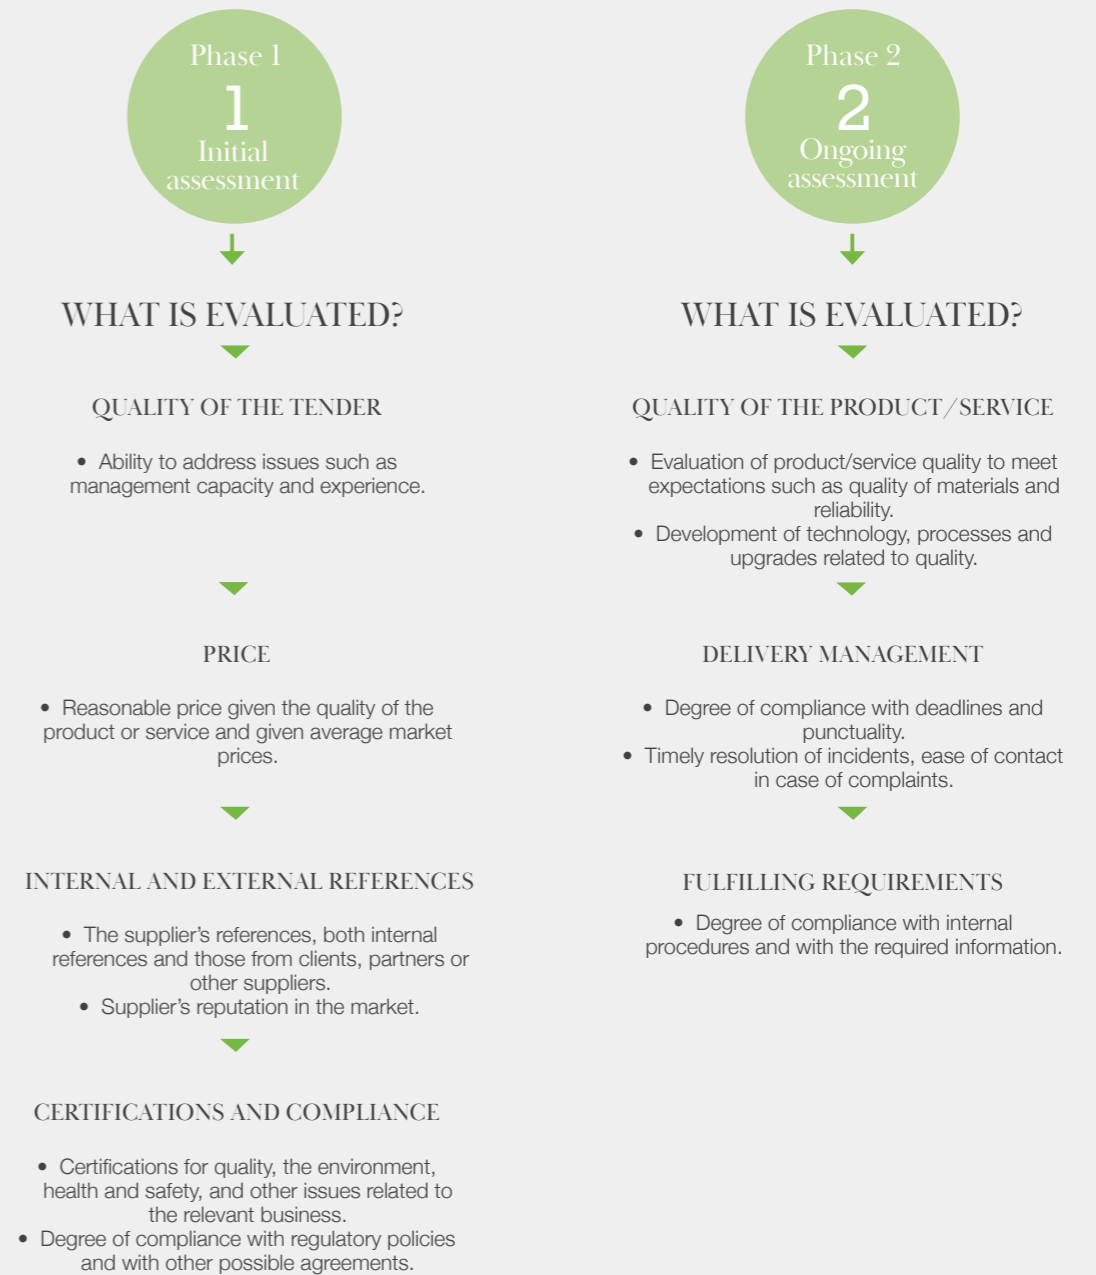 Phase 1
1
Initial
assessment
WHAT IS EVALUATED?
QUALITY OF THE TENDER
• Ability to address issues such as
management capacity and experience.
PRICE
• Reasonable price given the quality of the
product or service and given average market
prices.
INTERNAL AND EXTERNAL REFERENCES
• The supplier’s references, both internal
references and those from clients, partners or
other suppliers.
• Supplier’s reputation in the market.
CERTIFICATIONS AND COMPLIANCE
• Certifications for quality, the environment,
health and safety, and other issues related to
the relevant business.
• Degree of compliance with regulatory policies
and with other possible agreements.
Phase 2
2
Ongoing
assessment
WHAT IS EVALUATED?
QUALITY OF THE PRODUCT/SERVICE
• Evaluation of product/service quality to meet
expectations such as quality of materials and
reliability.
• Development of technology, processes and
upgrades related to quality.
DELIVERY MANAGEMENT
• Degree of compliance with deadlines and
punctuality.
• Timely resolution of incidents, ease of contact
in case of complaints.
FULFILLING REQUIREMENTS
• Degree of compliance with internal
procedures and with the required information.